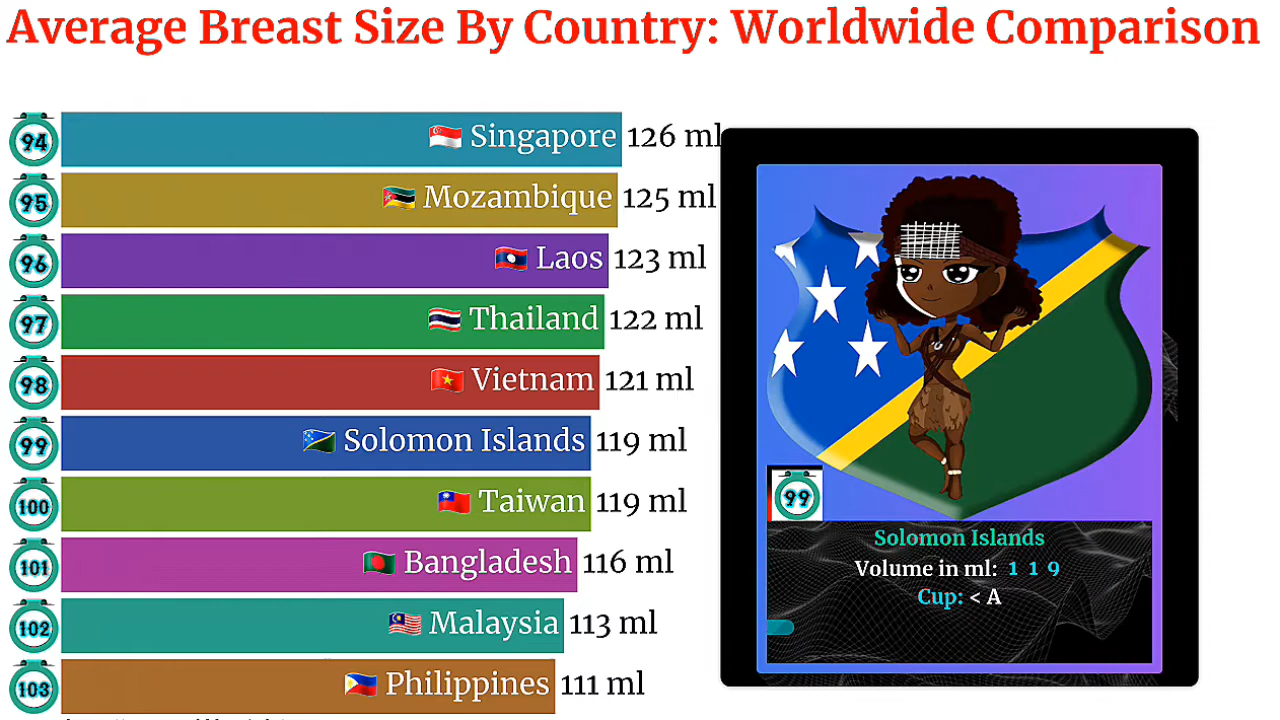 Average Breast Size By Country: Worldwide Comparison
94 Singapore 126 ml
95 Mozambique 125 ml
96 Laos 123 ml
97 Thailand 122 ml
98 Vietnam 121 ml
99 Solomon Islands 119 ml
100 Taiwan 119 ml
101 Bangladesh 116 ml
102 Malaysia 113 ml
103 Philippines 111 ml
99
Solomon Islands
Volume in ml: 1 1 9
Cup: < A